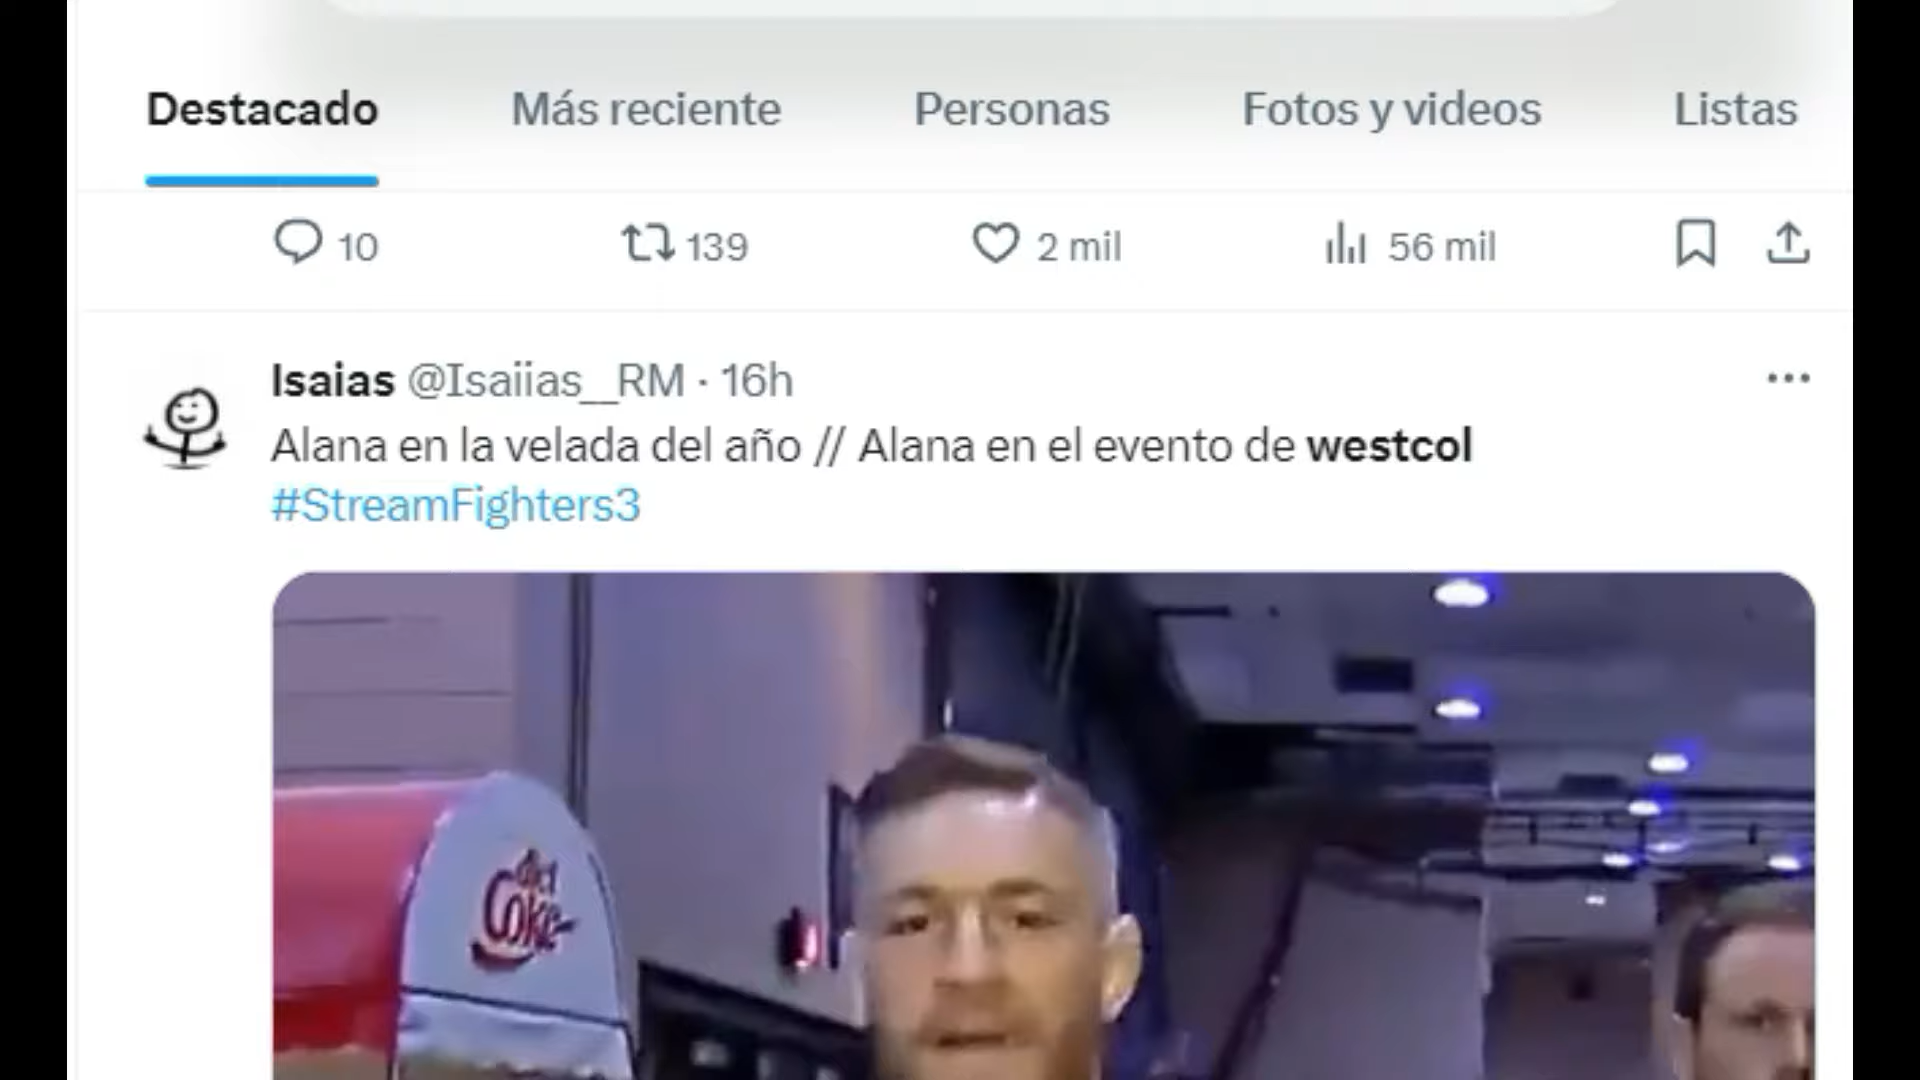 Destacado Más reciente Personas Fotos y videos Listas
10 139 2 mil 56 mil
Isaias @Isaiias__RM · 16h
Alana en la velada del año // Alana en el evento de westcol
#StreamFighters3
diet
Coke